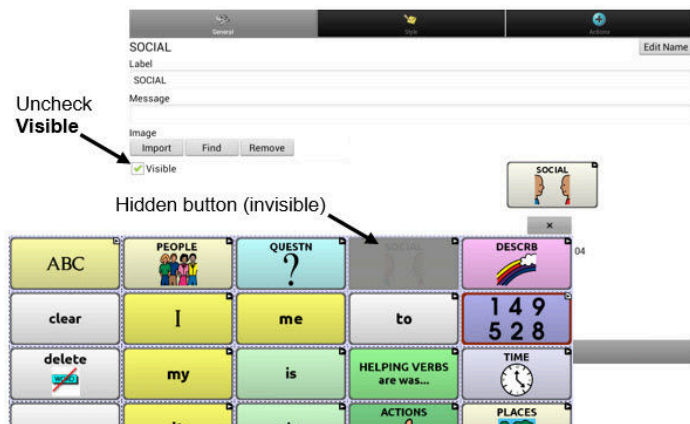 General Style Actions
SOCIAL Edit Name
Label
SOCIAL
Message
Uncheck
Visible
Image
Import Find Remove
Visible
SOCIAL
Hidden button (invisible)
×
04
ABC PEOPLE QUESTN ? SOCIAL DESCRB
clear I me to 1 4 9
5 2 8
delete
WORD
my is HELPING VERBS
are was...
TIME
ACTIONS PLACES